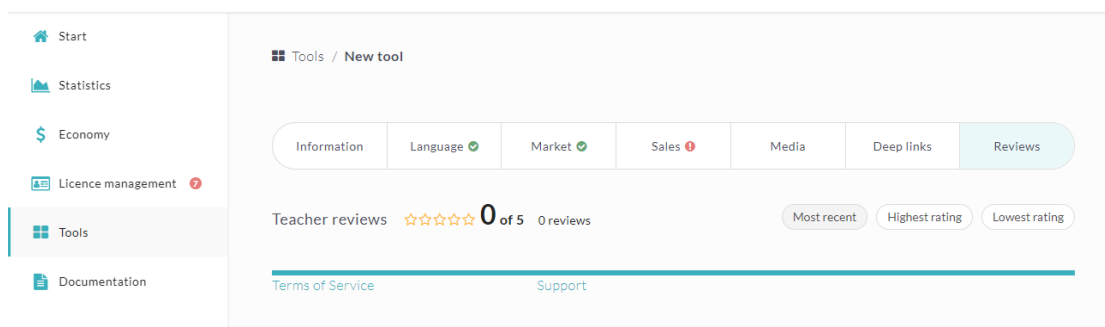 Start
Statistics
Economy
Licence management 7
Tools
Documentation
Tools / New tool
Information Language Market Sales Media Deep links Reviews
Teacher reviews 0 of 5 0 reviews Most recent Highest rating Lowest rating
Terms of Service Support